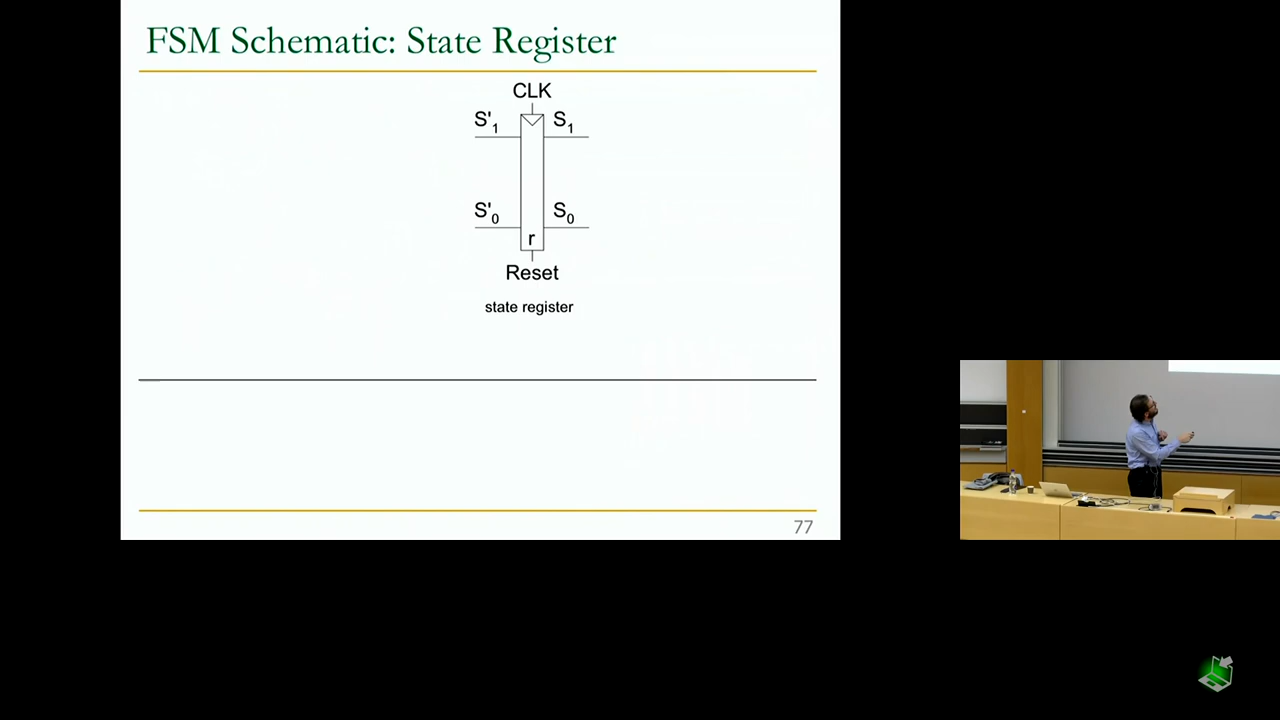 FSM Schematic: State Register
CLK
S'1 S1
S'0 S0
r
Reset
state register
77